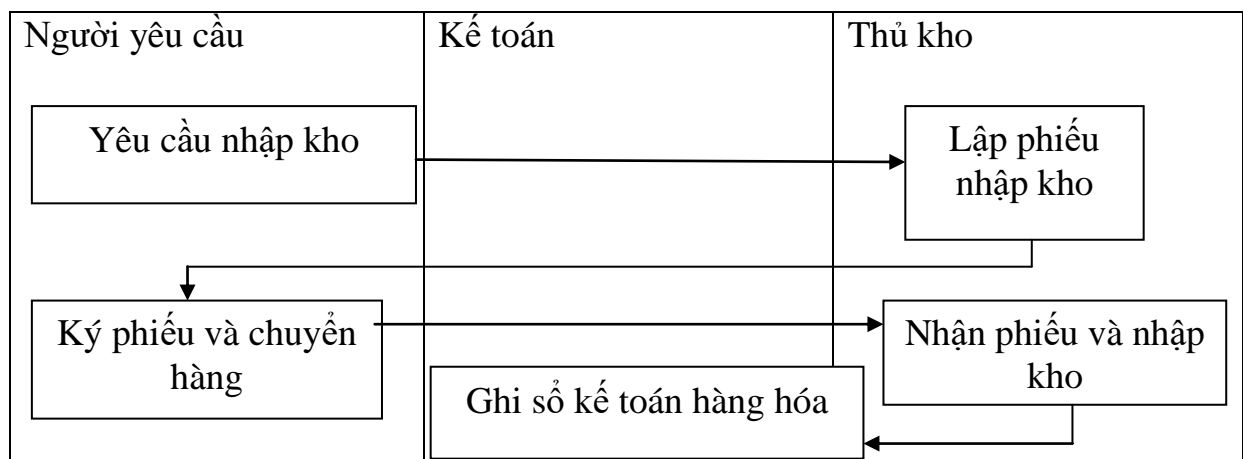 Người yêu cầu
Kế toán
Thủ kho
Yêu cầu nhập kho
Lập phiếu
nhập kho
Ký phiếu và chuyển
hàng
Nhận phiếu và nhập
kho
Ghi sổ kế toán hàng hóa